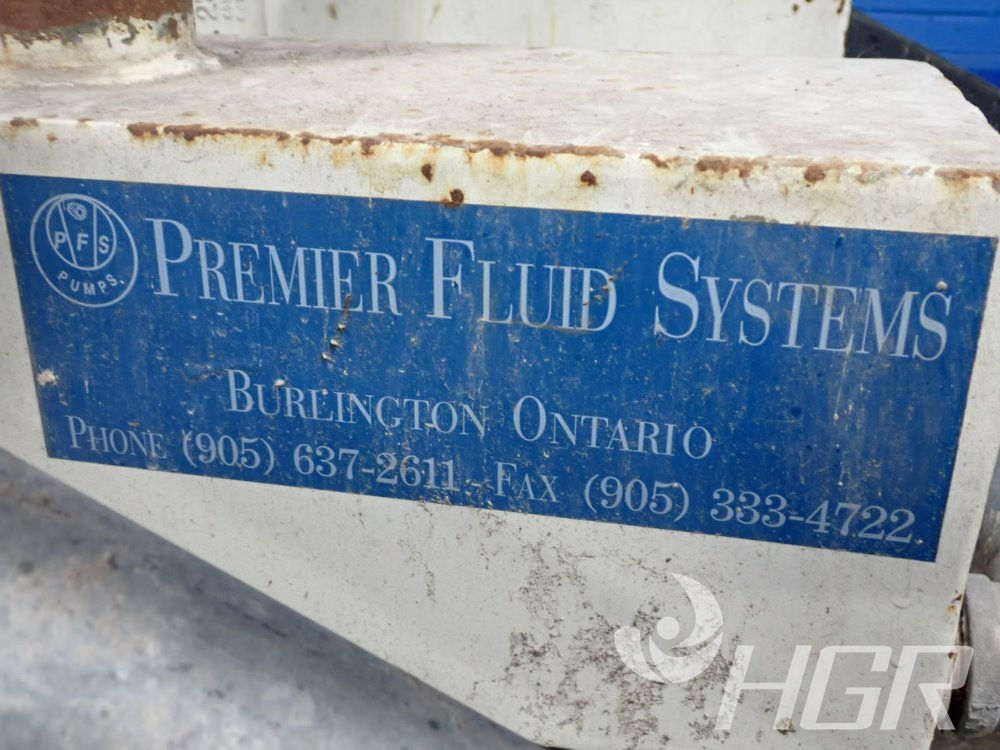 PFS
PUMPS.
PREMIER FLUID SYSTEMS
BURLINGTON ONTARIO
PHONE (905) 637-2611 - FAX (905) 333-4722
HGR